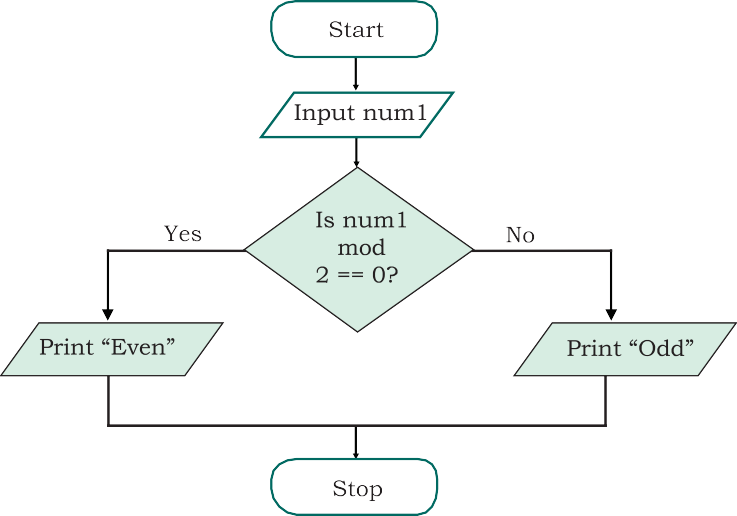 Start
Input num1
Is num1
mod
2 == 0?
Yes
No
Print “Even”
Print “Odd”
Stop